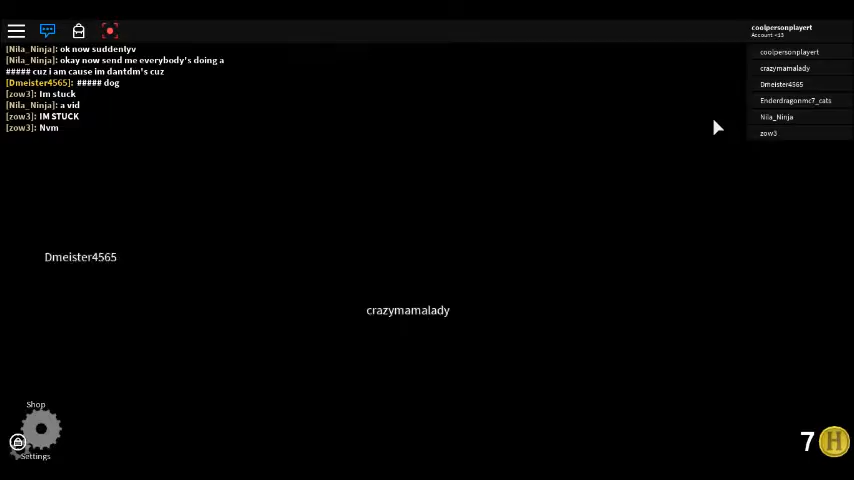 coolpersonplayert
Account <13
[Nila_Ninja]: ok now suddenlyv
[Nila_Ninja]: okay now send me everybody's doing a
##### cuz i am cause im dantdm's cuz
[Dmeister4565]: ##### dog
[zow3]: Im stuck
[Nila_Ninja]: a vid
[zow3]: IM STUCK
[zow3]: Nvm
coolpersonplayert
crazymamalady
Dmeister4565
Enderdragonmc7_cats
Nila_Ninja
zow3
Dmeister4565
crazymamalady
Shop
Settings
7 H